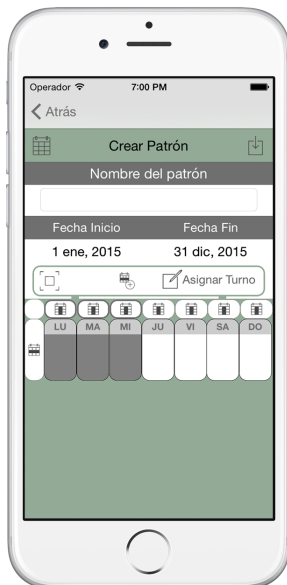 Operador 7:00 PM
Atrás
Crear Patrón
Nombre del patrón
Fecha Inicio Fecha Fin
1 ene, 2015 31 dic, 2015
Asignar Turno
LU MA MI JU VI SA DO